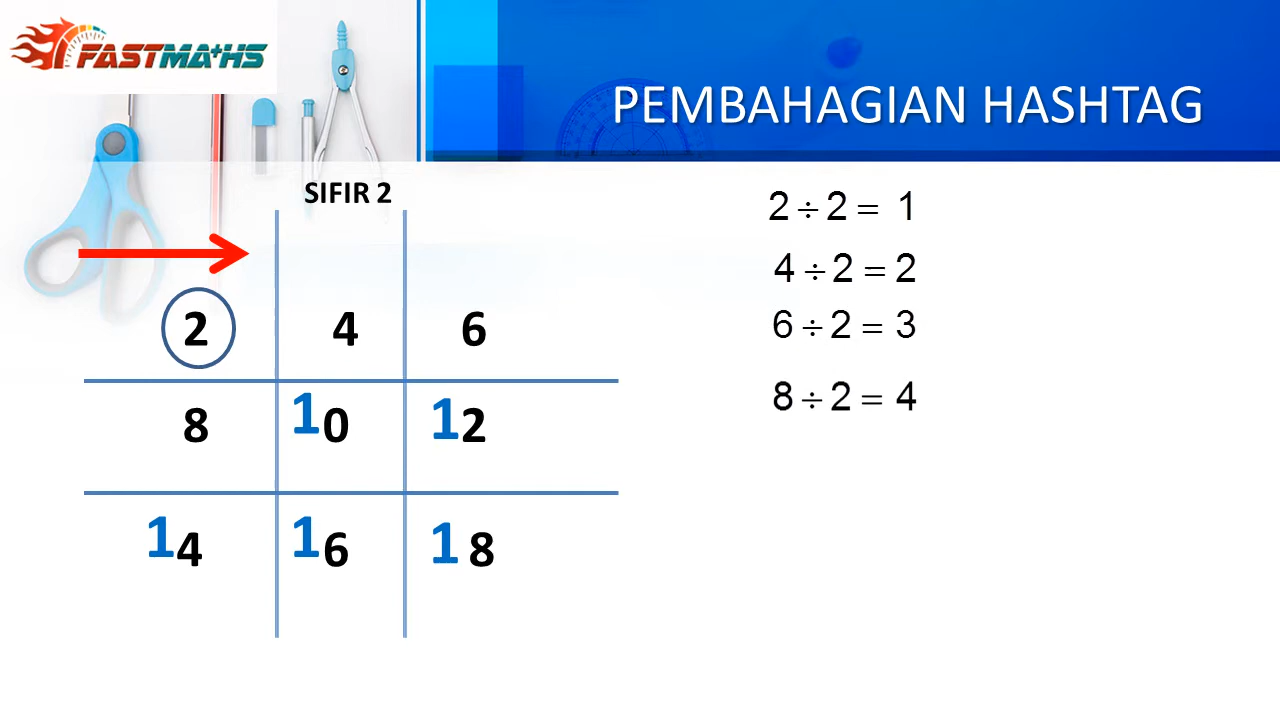 FASTMATHS
PEMBAHAGIAN HASHTAG
SIFIR 2
2 4 6
8 10 12
14 16 18
2 ÷ 2 = 1
4 ÷ 2 = 2
6 ÷ 2 = 3
8 ÷ 2 = 4